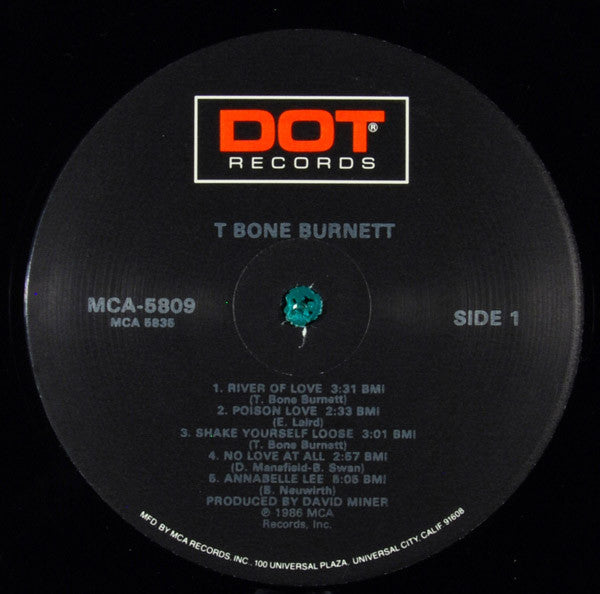 DOT®
RECORDS
T BONE BURNETT
MCA-5809
MCA 5835
SIDE 1
1. RIVER OF LOVE 3:31 BMI
(T. Bone Burnett)
2. POISON LOVE 2:33 BMI
(E. Laird)
3. SHAKE YOURSELF LOOSE 3:01 BMI
(T. Bone Burnett)
4. NO LOVE AT ALL 2:57 BMI
(D. Mansfield-B. Swan)
5. ANNABELLE LEE 5:05 BMI
(B. Neuwirth)
PRODUCED BY DAVID MINER
℗ 1986 MCA
Records, Inc.
MFD BY MCA RECORDS, INC., 100 UNIVERSAL PLAZA, UNIVERSAL CITY, CALIF. 91608